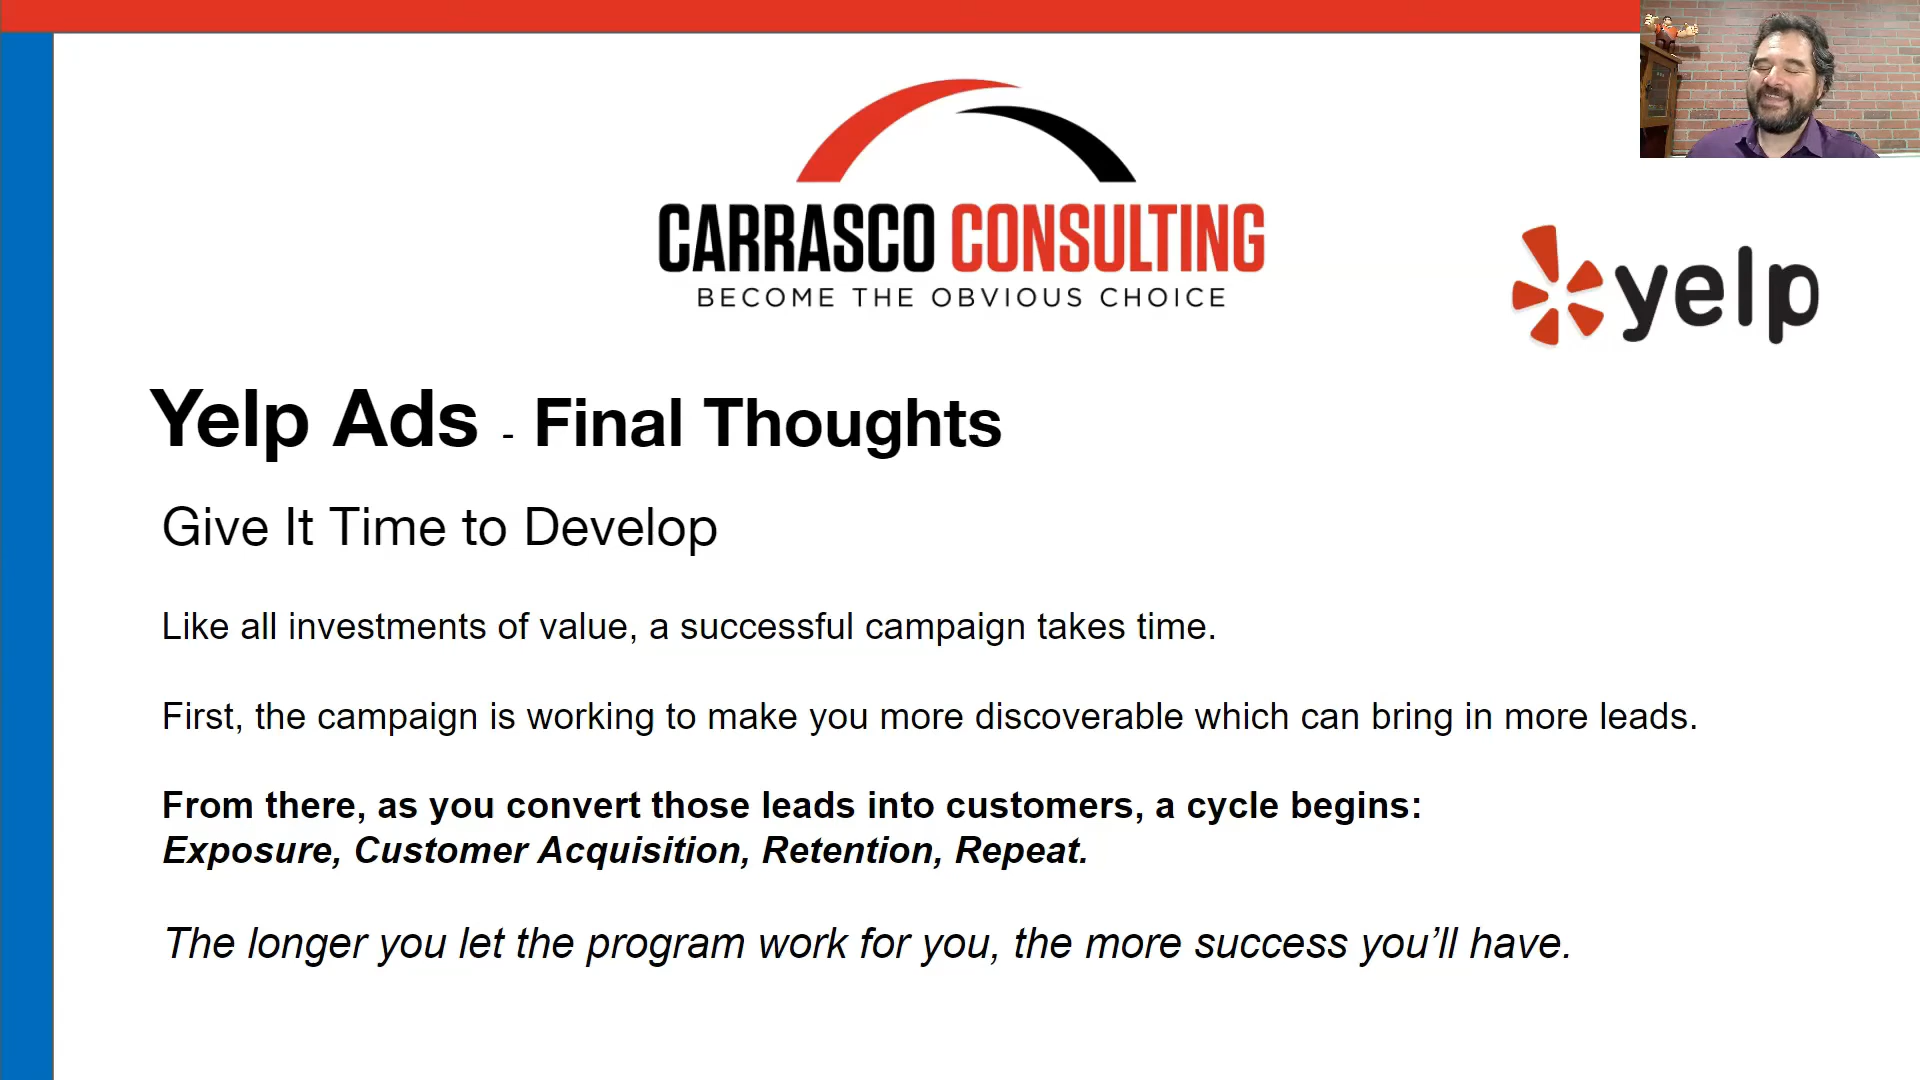 CARRASCO CONSULTING
BECOME THE OBVIOUS CHOICE
yelp
Yelp Ads - Final Thoughts
Give It Time to Develop
Like all investments of value, a successful campaign takes time.
First, the campaign is working to make you more discoverable which can bring in more leads.
From there, as you convert those leads into customers, a cycle begins:
Exposure, Customer Acquisition, Retention, Repeat.
The longer you let the program work for you, the more success you’ll have.